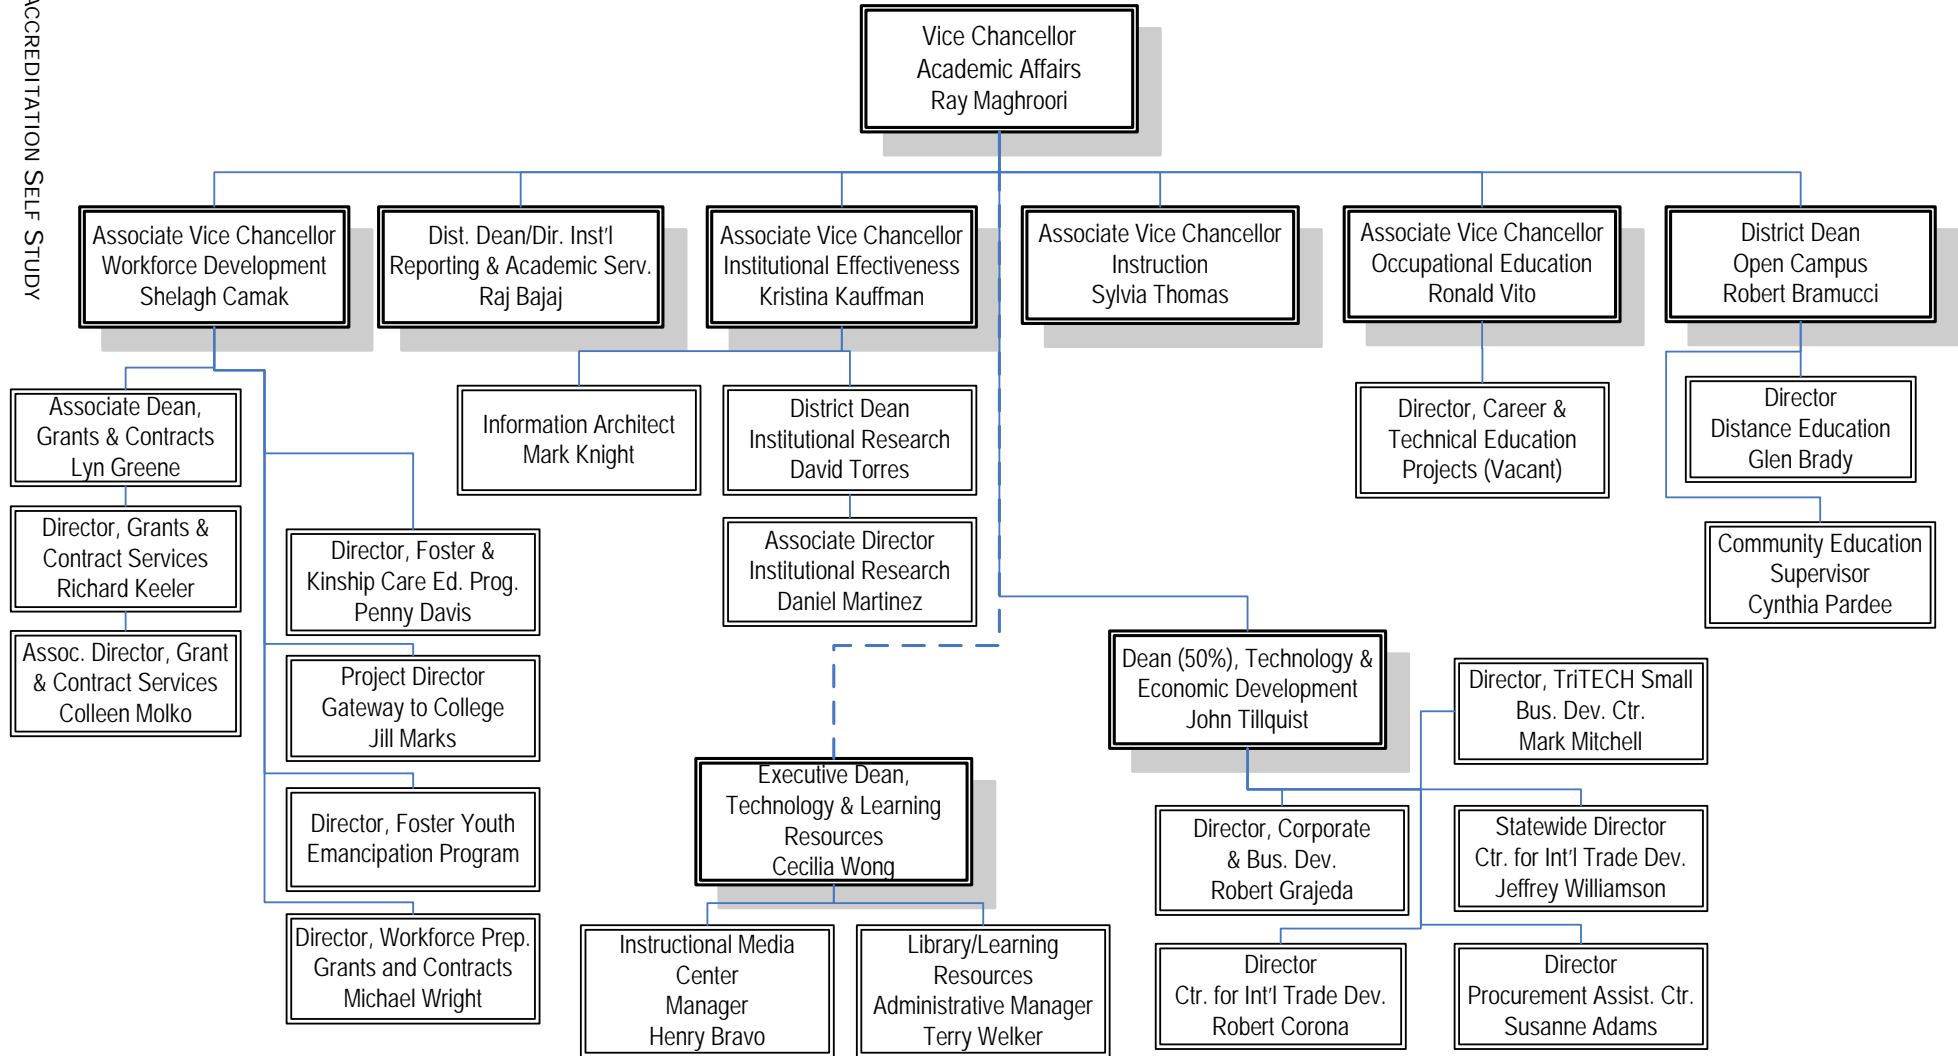 ACCREDITATION SELF STUDY
Vice Chancellor
Academic Affairs
Ray Maghroori
Associate Vice Chancellor
Workforce Development
Shelagh Camak
Dist. Dean/Dir. Inst'l
Reporting & Academic Serv.
Raj Bajaj
Associate Vice Chancellor
Institutional Effectiveness
Kristina Kauffman
Associate Vice Chancellor
Instruction
Sylvia Thomas
Associate Vice Chancellor
Occupational Education
Ronald Vito
District Dean
Open Campus
Robert Bramucci
Associate Dean,
Grants & Contracts
Lyn Greene
Director, Grants &
Contract Services
Richard Keeler
Assoc. Director, Grant
& Contract Services
Colleen Molko
Director, Foster &
Kinship Care Ed. Prog.
Penny Davis
Project Director
Gateway to College
Jill Marks
Director, Foster Youth
Emancipation Program
Director, Workforce Prep.
Grants and Contracts
Michael Wright
Information Architect
Mark Knight
District Dean
Institutional Research
David Torres
Associate Director
Institutional Research
Daniel Martinez
Director, Career &
Technical Education
Projects (Vacant)
Director
Distance Education
Glen Brady
Community Education
Supervisor
Cynthia Pardee
Executive Dean,
Technology & Learning
Resources
Cecilia Wong
Instructional Media
Center
Manager
Henry Bravo
Library/Learning
Resources
Administrative Manager
Terry Welker
Dean (50%), Technology &
Economic Development
John Tillquist
Director, TriTECH Small
Bus. Dev. Ctr.
Mark Mitchell
Director, Corporate
& Bus. Dev.
Robert Grajeda
Statewide Director
Ctr. for Int'l Trade Dev.
Jeffrey Williamson
Director
Ctr. for Int'l Trade Dev.
Robert Corona
Director
Procurement Assist. Ctr.
Susanne Adams